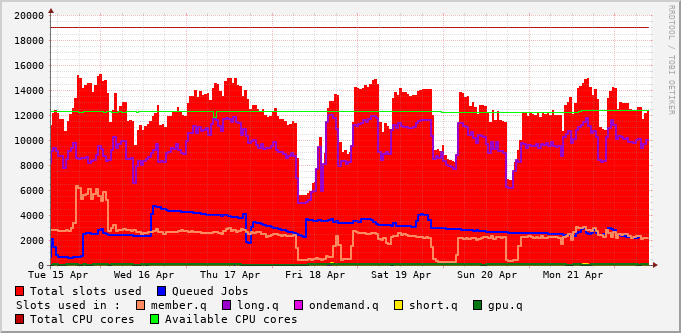 20000
18000
16000
14000
12000
10000
8000
6000
4000
2000
0
Tue 15 Apr Wed 16 Apr Thu 17 Apr Fri 18 Apr Sat 19 Apr Sun 20 Apr Mon 21 Apr
Total slots used Queued Jobs
Slots used in : member.q long.q ondemand.q short.q gpu.q
Total CPU cores Available CPU cores
RRDTOOL / TOBI OETIKER